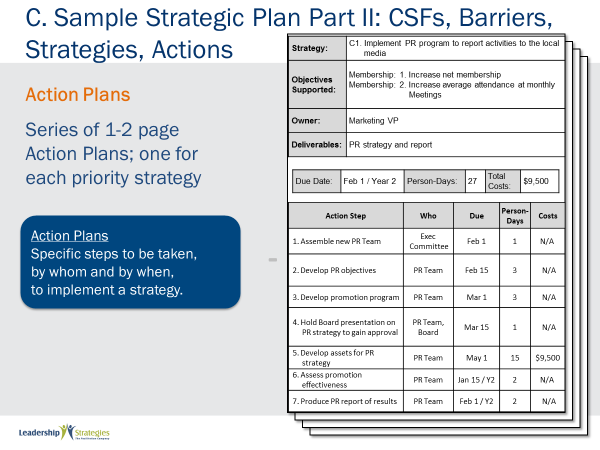 C. Sample Strategic Plan Part II: CSFs, Barriers,
Strategies, Actions
Action Plans
Series of 1-2 page
Action Plans; one for
each priority strategy
Action Plans
Specific steps to be taken,
by whom and by when,
to implement a strategy.
-
Strategy: C1. Implement PR program to report activities to the local
media
Objectives
Supported:
Membership: 1. Increase net membership
Membership: 2. Increase average attendance at monthly
Meetings
Owner: Marketing VP
Deliverables: PR strategy and report
Due Date: Feb 1 / Year 2 Person-Days: 27 Total
Costs: $9,500
Action Step Who Due Person-
Days Costs
1. Assemble new PR Team Exec
Committee Feb 1 1 N/A
2. Develop PR objectives PR Team Feb 15 3 N/A
3. Develop promotion program PR Team Mar 1 3 N/A
4. Hold Board presentation on
PR strategy to gain approval PR Team,
Board Mar 15 1 N/A
5. Develop assets for PR
strategy PR Team May 1 15 $9,500
6. Assess promotion
effectiveness PR Team Jan 15 / Y2 2 N/A
7. Produce PR report of results PR Team Feb 1 / Y2 2 N/A
Leadership Strategies
The Facilitation Company